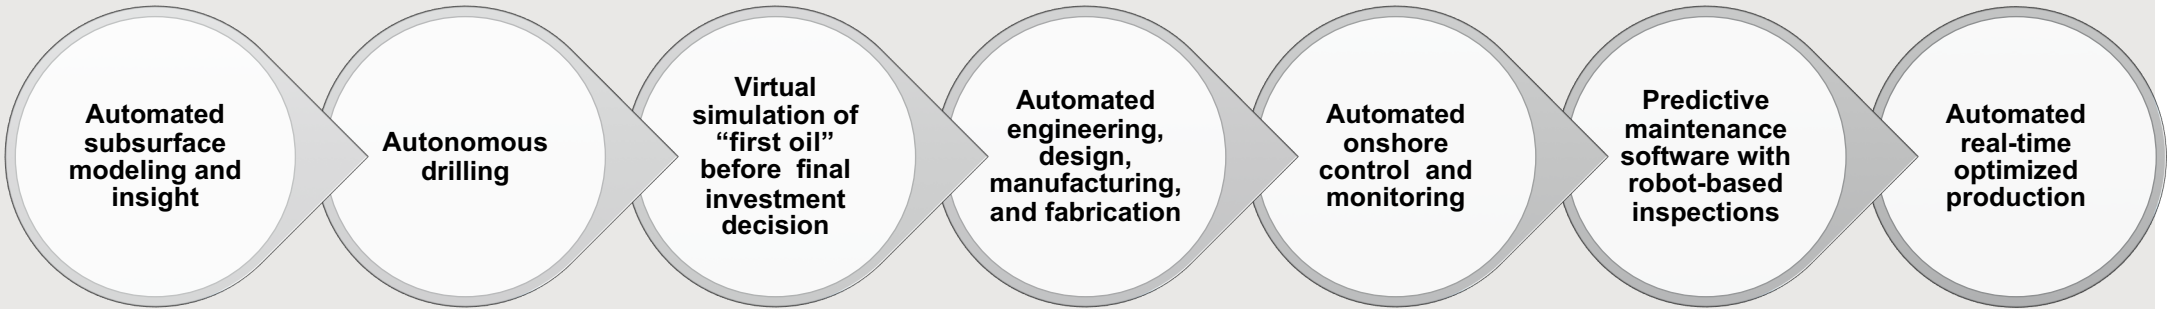 Automated
subsurface
modeling and
insight
Autonomous
drilling
Virtual
simulation of
“first oil”
before final
investment
decision
Automated
engineering,
design,
manufacturing,
and fabrication
Automated
onshore
control and
monitoring
Predictive
maintenance
software with
robot-based
inspections
Automated
real-time
optimized
production